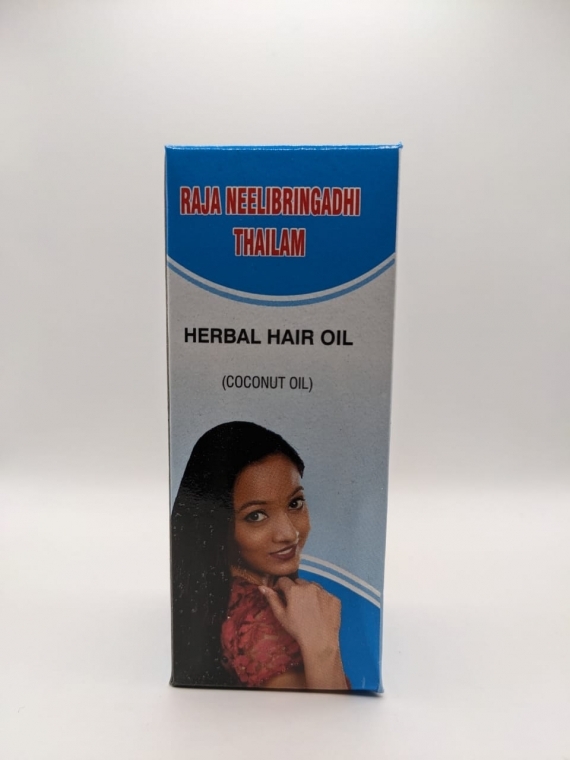 RAJA NEELIBRINGADHI
THAILAM
HERBAL HAIR OIL
(COCONUT OIL)